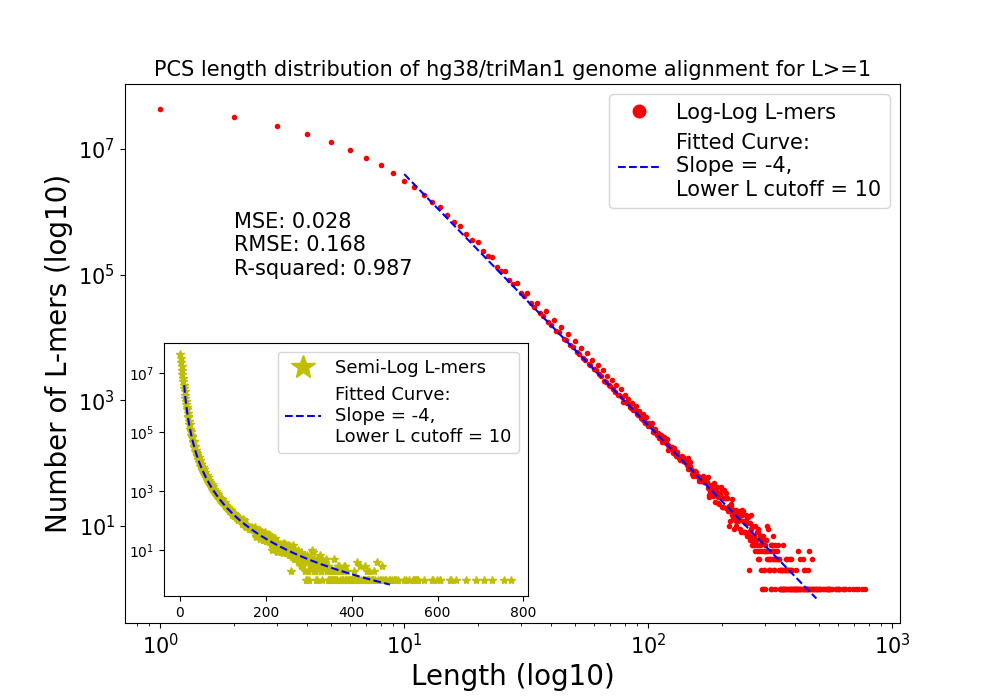 PCS length distribution of hg38/triMan1 genome alignment for L>=1
Number of L-mers (log10)
10^7
10^5
10^3
10^1
Log-Log L-mers
Fitted Curve:
Slope = -4,
Lower L cutoff = 10
MSE: 0.028
RMSE: 0.168
R-squared: 0.987
10^7
10^5
10^3
10^1
Semi-Log L-mers
Fitted Curve:
Slope = -4,
Lower L cutoff = 10
0 200 400 600 800
10^0 10^1 10^2 10^3
Length (log10)